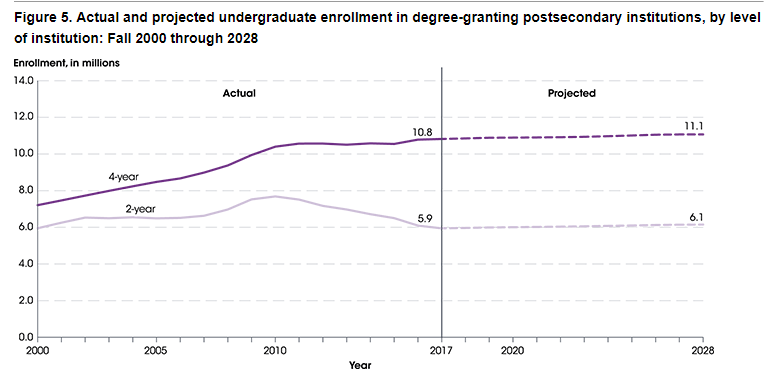 Figure 5. Actual and projected undergraduate enrollment in degree-granting postsecondary institutions, by level
of institution: Fall 2000 through 2028
Enrollment, in millions
14.0
Actual
Projected
12.0
10.8
11.1
10.0
4-year
8.0
2-year
5.9
6.1
6.0
4.0
2.0
0.0
2000
2005
2010
2017
2020
2028
Year